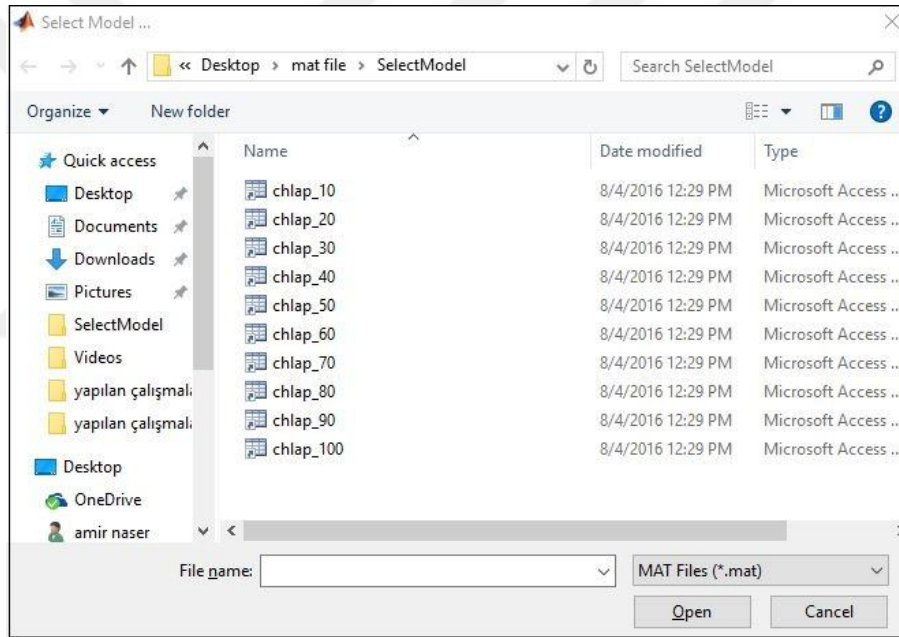 Select Model ...
« Desktop › mat file › SelectModel
Search SelectModel
Organize
New folder
Name Date modified Type
Quick access
Desktop
Documents
Downloads
Pictures
SelectModel
Videos
yapılan çalışmala
yapılan çalışmala
Desktop
OneDrive
amir naser
chlap_10 8/4/2016 12:29 PM Microsoft Access ..
chlap_20 8/4/2016 12:29 PM Microsoft Access ..
chlap_30 8/4/2016 12:29 PM Microsoft Access ..
chlap_40 8/4/2016 12:29 PM Microsoft Access ..
chlap_50 8/4/2016 12:29 PM Microsoft Access ..
chlap_60 8/4/2016 12:29 PM Microsoft Access ..
chlap_70 8/4/2016 12:29 PM Microsoft Access ..
chlap_80 8/4/2016 12:29 PM Microsoft Access ..
chlap_90 8/4/2016 12:29 PM Microsoft Access ..
chlap_100 8/4/2016 12:29 PM Microsoft Access ..
File name:
MAT Files (*.mat)
Open
Cancel